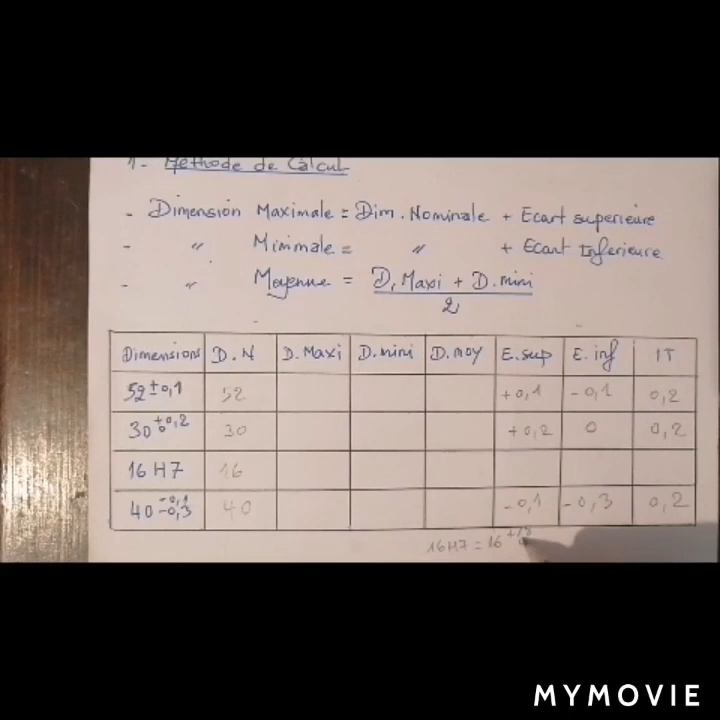 1- Méthode de Calcul
- Dimension Maximale = Dim. Nominale + Ecart superieure
- " Minimale = " + Ecart Inferieure
- " Moyenne = D, Maxi + D. mini
2
Dimensions D.N D.Maxi D.mini D.moy E.sup E.inf IT
52±0,1 52 +0,1 -0,1 0,2
30 +0,2 0 30 +0,2 0 0,2
16 H7 16
40 -0,1 -0,3 40 -0,1 -0,3 0,2
16H7 = 16 +18
MYMOVIE